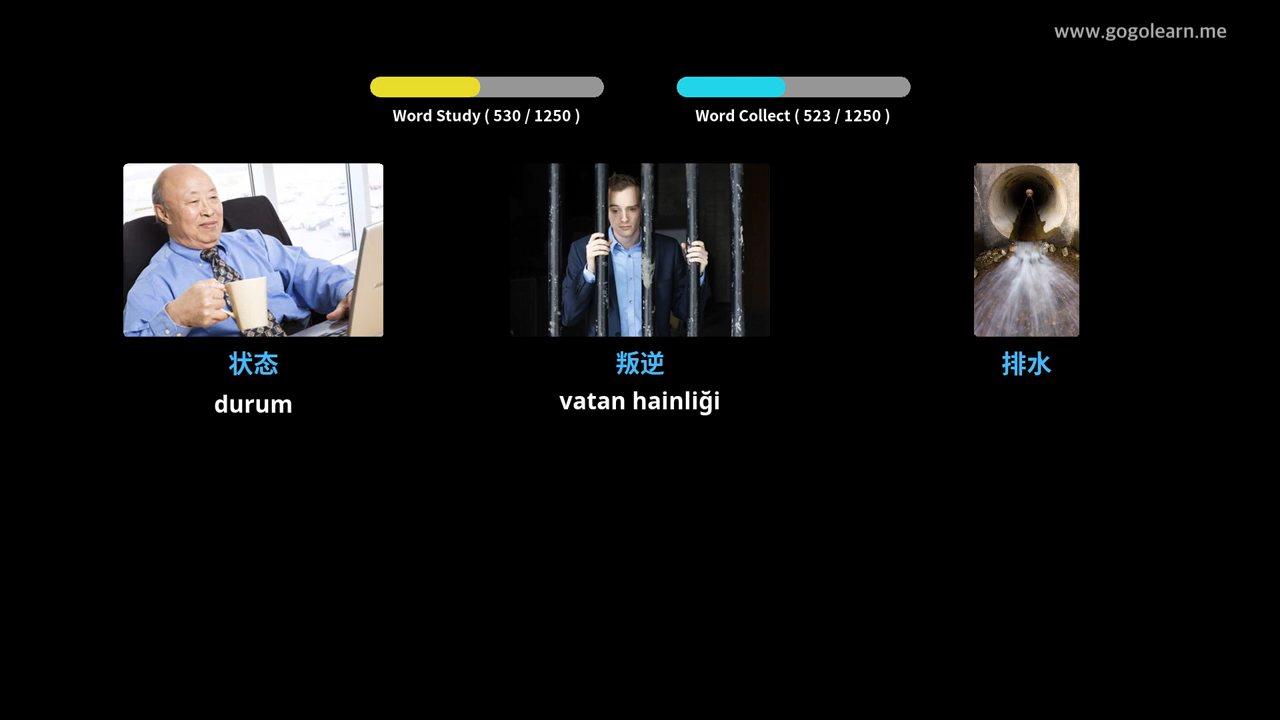 www.gogolearn.me
Word Study ( 530 / 1250 )
Word Collect ( 523 / 1250 )
状态
叛逆
排水
durum
vatan hainliği